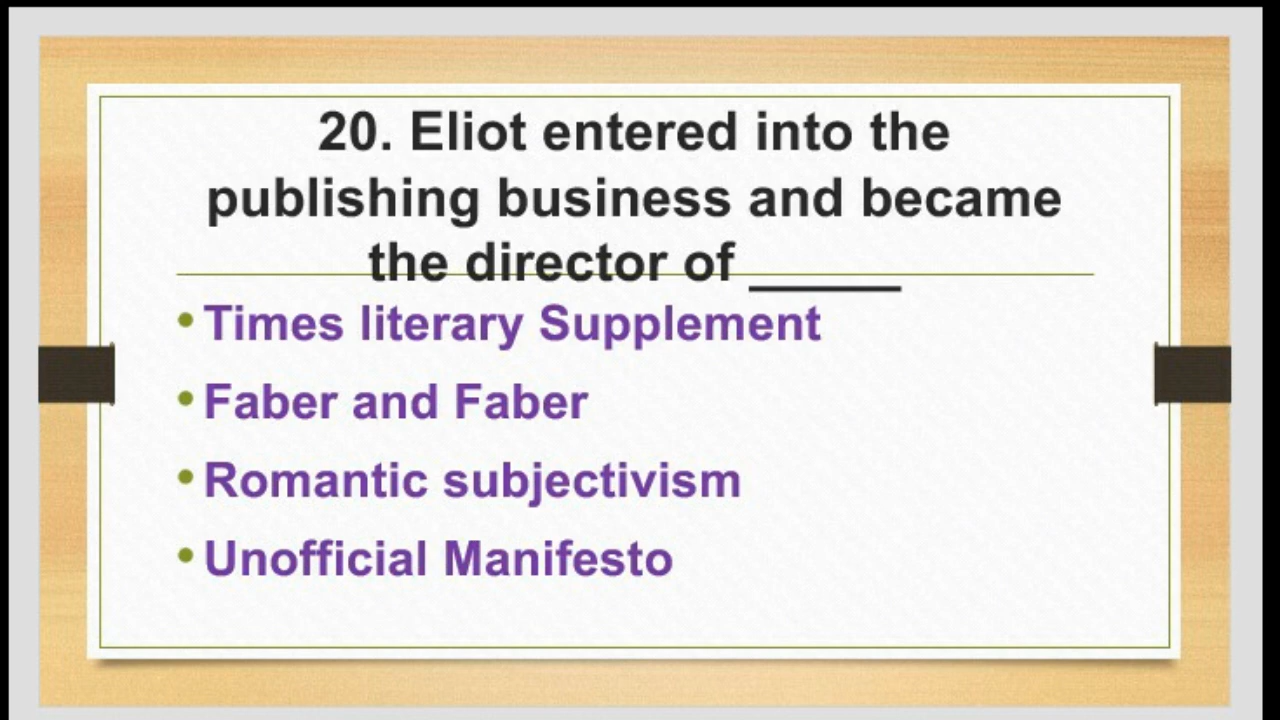 20. Eliot entered into the
publishing business and became
the director of ______
• Times literary Supplement
• Faber and Faber
• Romantic subjectivism
• Unofficial Manifesto